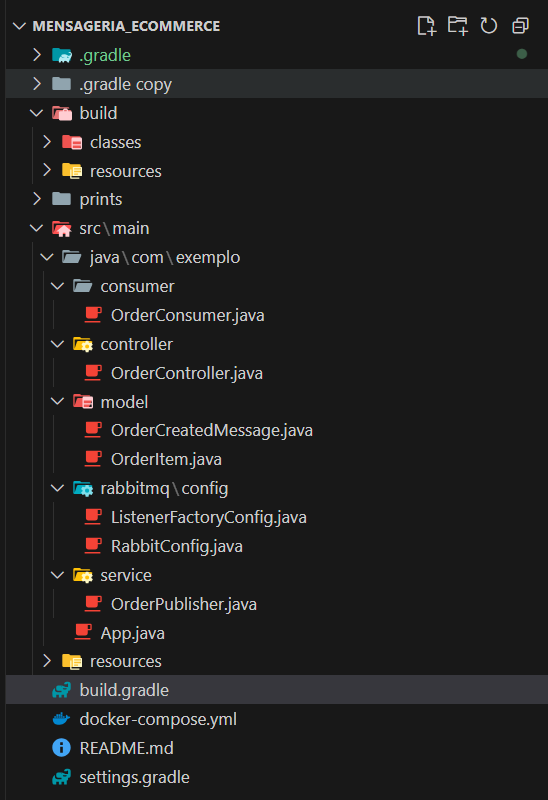 MENSAGERIA_ECOMMERCE
.gradle
.gradle copy
build
classes
resources
prints
src\main
java\com\exemplo
consumer
OrderConsumer.java
controller
OrderController.java
model
OrderCreatedMessage.java
OrderItem.java
rabbitmq\config
ListenerFactoryConfig.java
RabbitConfig.java
service
OrderPublisher.java
App.java
resources
build.gradle
docker-compose.yml
README.md
settings.gradle